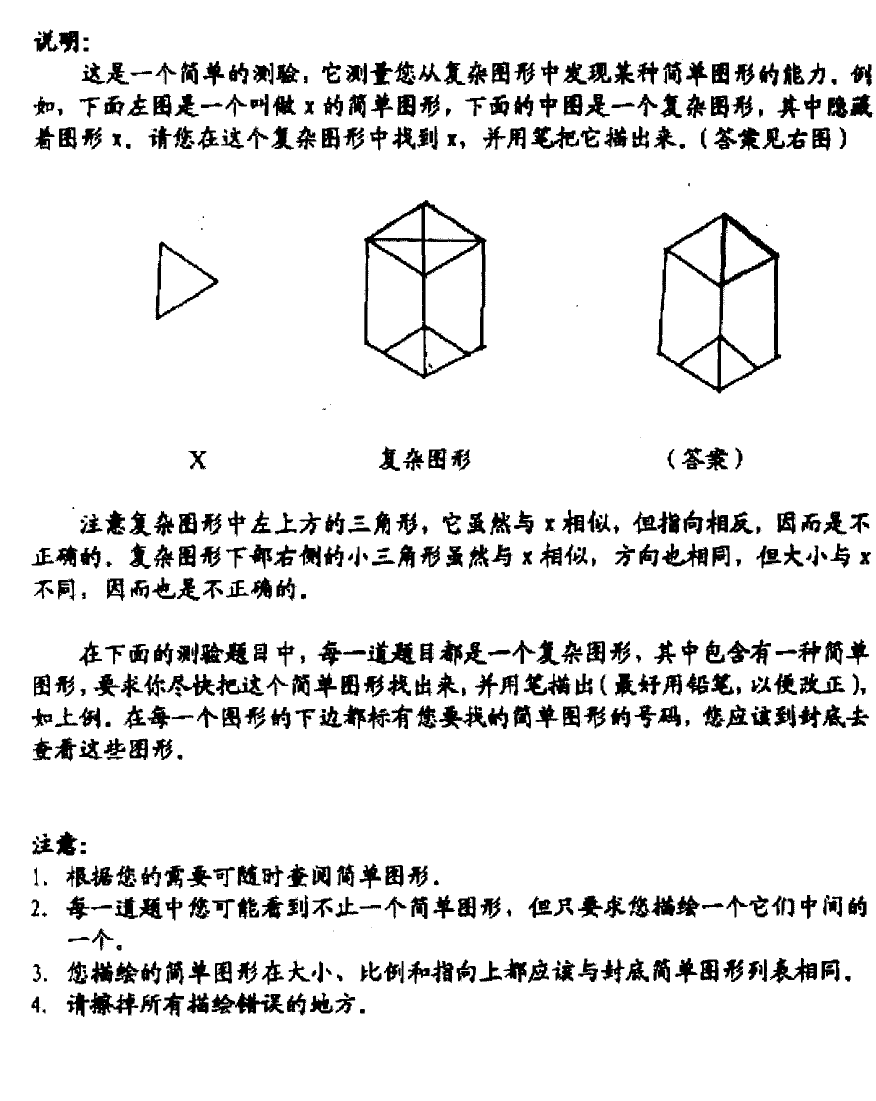 说明:
这是一个简单的测验,它测量您从复杂图形中发现某种简单图形的能力。例
如,下面左图是一个叫做 x 的简单图形,下面的中图是一个复杂图形,其中隐藏
着图形 x。请您在这个复杂图形中找到 x,并用笔把它描出来。(答案见右图)
X 复杂图形 (答案)
注意复杂图形中左上方的三角形,它虽然与 x 相似,但指向相反,因而是不
正确的。复杂图形下部右侧的小三角形虽然与 x 相似,方向也相同,但大小与 x
不同,因而也是不正确的。
在下面的测验题目中,每一道题目都是一个复杂图形,其中包含有一种简单
图形,要求你尽快把这个简单图形找出来,并用笔描出(最好用铅笔,以便改正),
如上例。在每一个图形的下边都标有您要找的简单图形的号码,您应该到封底去
查看这些图形。
注意:
1. 根据您的需要可随时查阅简单图形。
2. 每一道题中您可能看到不止一个简单图形,但只要求您描绘一个它们中间的
一个。
3. 您描绘的简单图形在大小、比例和指向上都应该与封底简单图形列表相同。
4. 请擦掉所有描绘错误的地方。